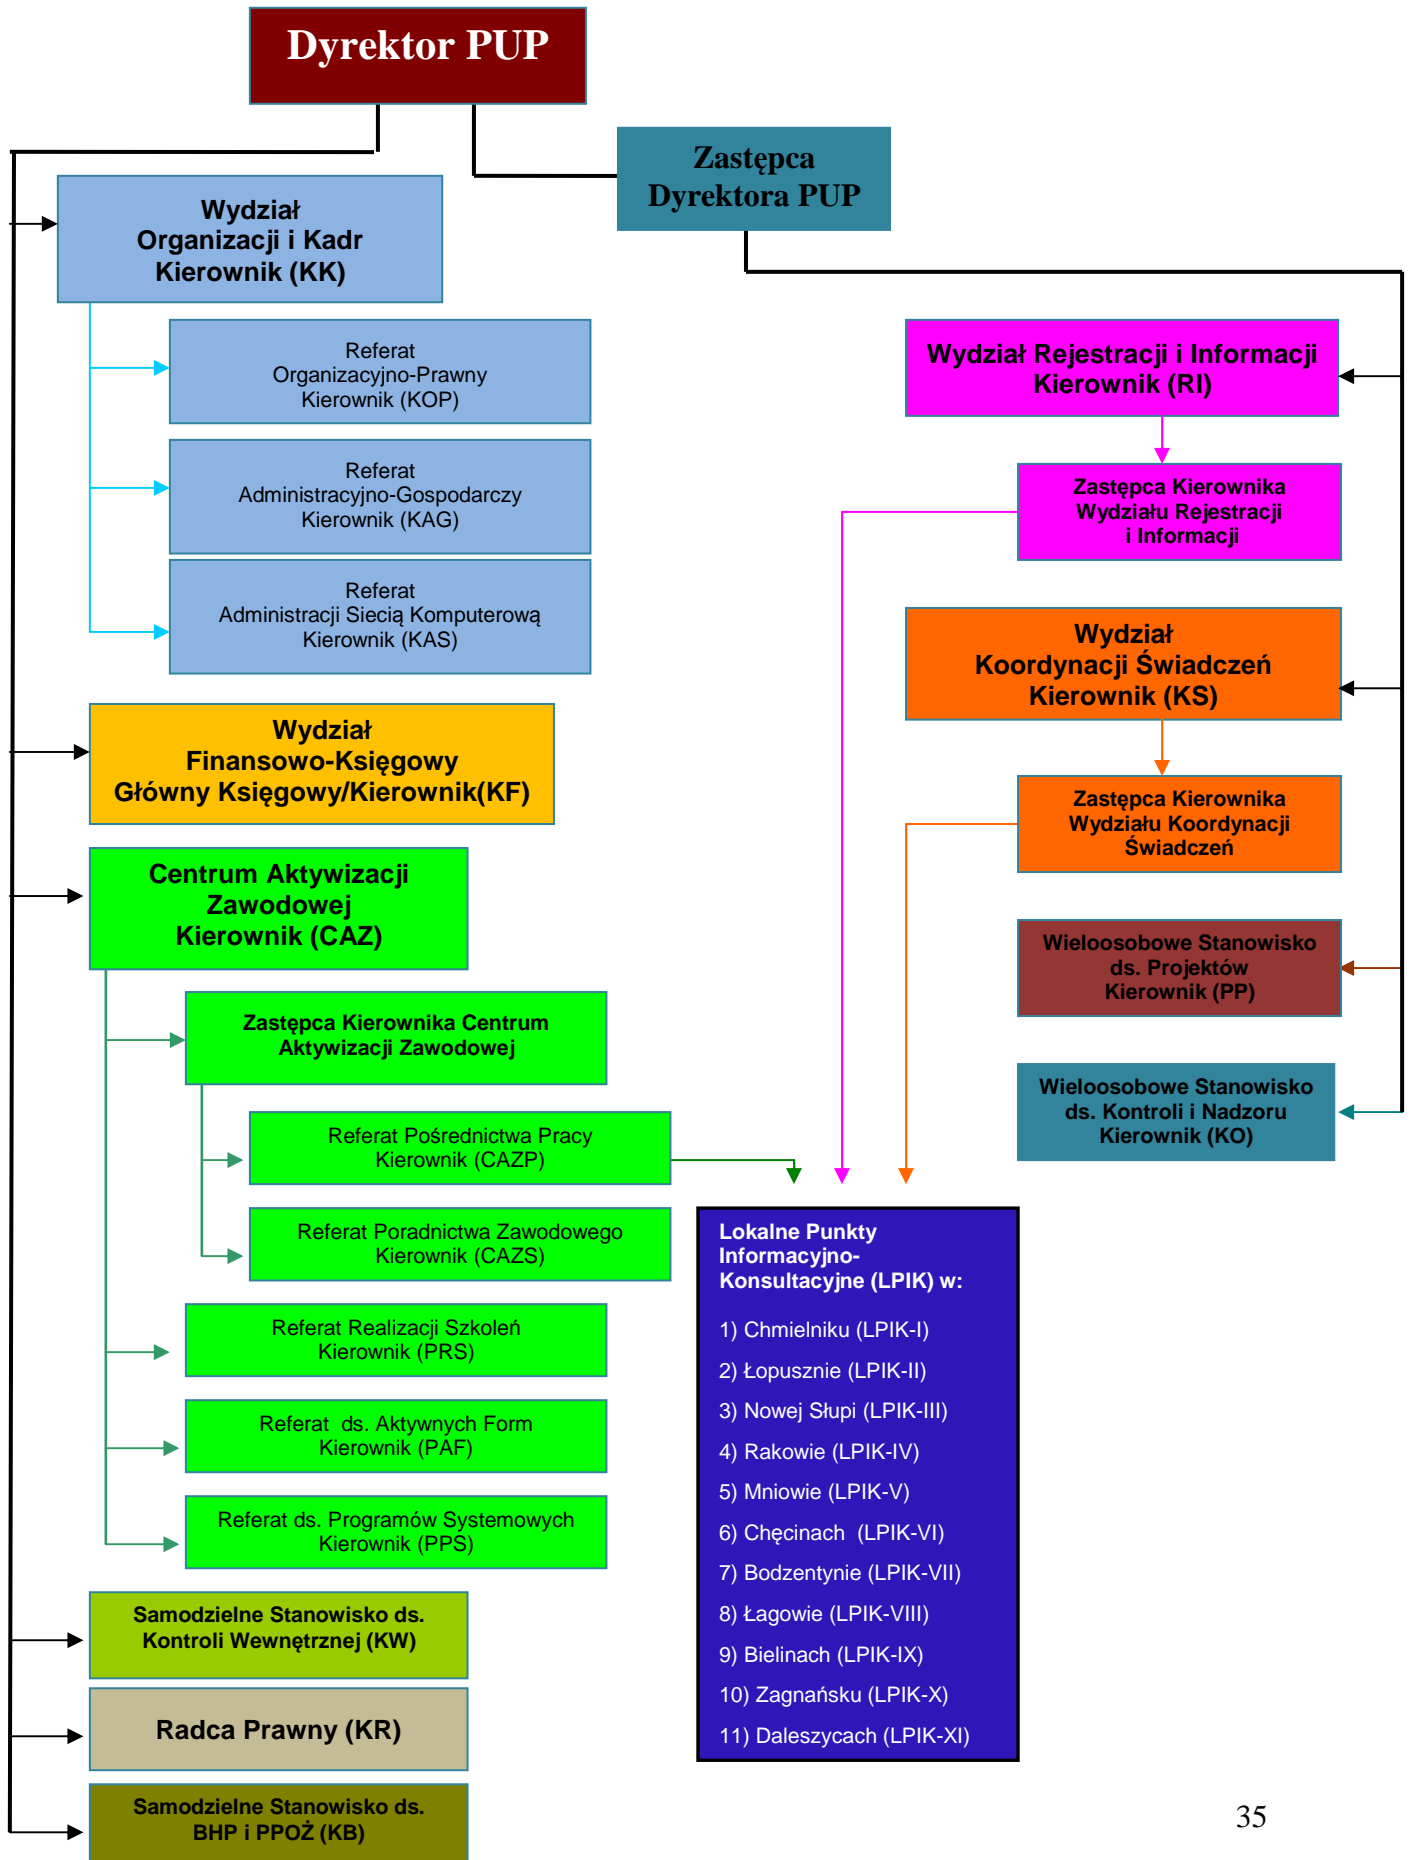 Dyrektor PUP
Zastępca
Dyrektora PUP
Wydział
Organizacji i Kadr
Kierownik (KK)
Referat
Organizacyjno-Prawny
Kierownik (KOP)
Referat
Administracyjno-Gospodarczy
Kierownik (KAG)
Referat
Administracji Siecią Komputerową
Kierownik (KAS)
Wydział
Finansowo-Księgowy
Główny Księgowy/Kierownik(KF)
Centrum Aktywizacji
Zawodowej
Kierownik (CAZ)
Zastępca Kierownika Centrum
Aktywizacji Zawodowej
Referat Pośrednictwa Pracy
Kierownik (CAZP)
Referat Poradnictwa Zawodowego
Kierownik (CAZS)
Referat Realizacji Szkoleń
Kierownik (PRS)
Referat  ds. Aktywnych Form
Kierownik (PAF)
Referat ds. Programów Systemowych
Kierownik (PPS)
Samodzielne Stanowisko ds.
Kontroli Wewnętrznej (KW)
Radca Prawny (KR)
Samodzielne Stanowisko ds.
BHP i PPOŻ (KB)
Wydział Rejestracji i Informacji
Kierownik (RI)
Zastępca Kierownika
Wydziału Rejestracji
i Informacji
Wydział
Koordynacji Świadczeń
Kierownik (KS)
Zastępca Kierownika
Wydziału Koordynacji
Świadczeń
Wieloosobowe Stanowisko
ds. Projektów
Kierownik (PP)
Wieloosobowe Stanowisko
ds. Kontroli i Nadzoru
Kierownik (KO)
Lokalne Punkty
Informacyjno-
Konsultacyjne (LPIK) w:
1) Chmielniku (LPIK-I)
2) Łopusznie (LPIK-II)
3) Nowej Słupi (LPIK-III)
4) Rakowie (LPIK-IV)
5) Mniowie (LPIK-V)
6) Chęcinach  (LPIK-VI)
7) Bodzentynie (LPIK-VII)
8) Łagowie (LPIK-VIII)
9) Bielinach (LPIK-IX)
10) Zagnańsku (LPIK-X)
11) Daleszycach (LPIK-XI)
35